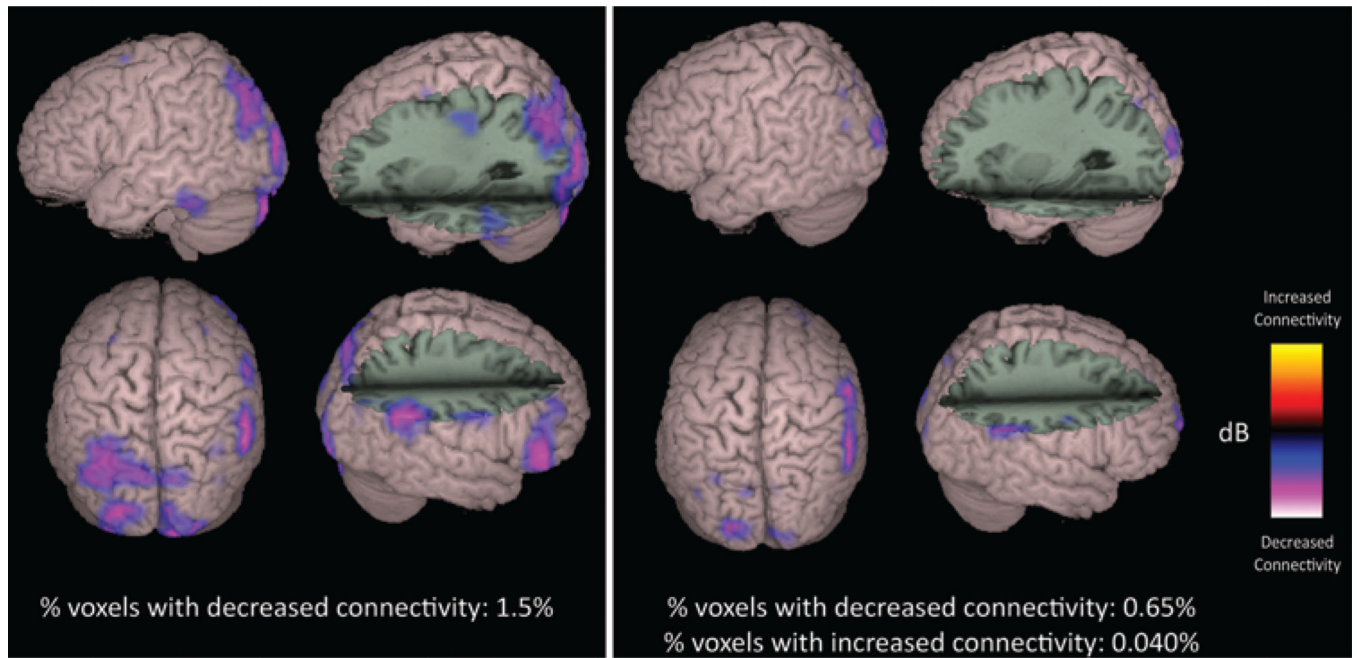 Increased
Connectivity
dB
Decreased
Connectivity
% voxels with decreased connectivity: 1.5%
% voxels with decreased connectivity: 0.65%
% voxels with increased connectivity: 0.040%